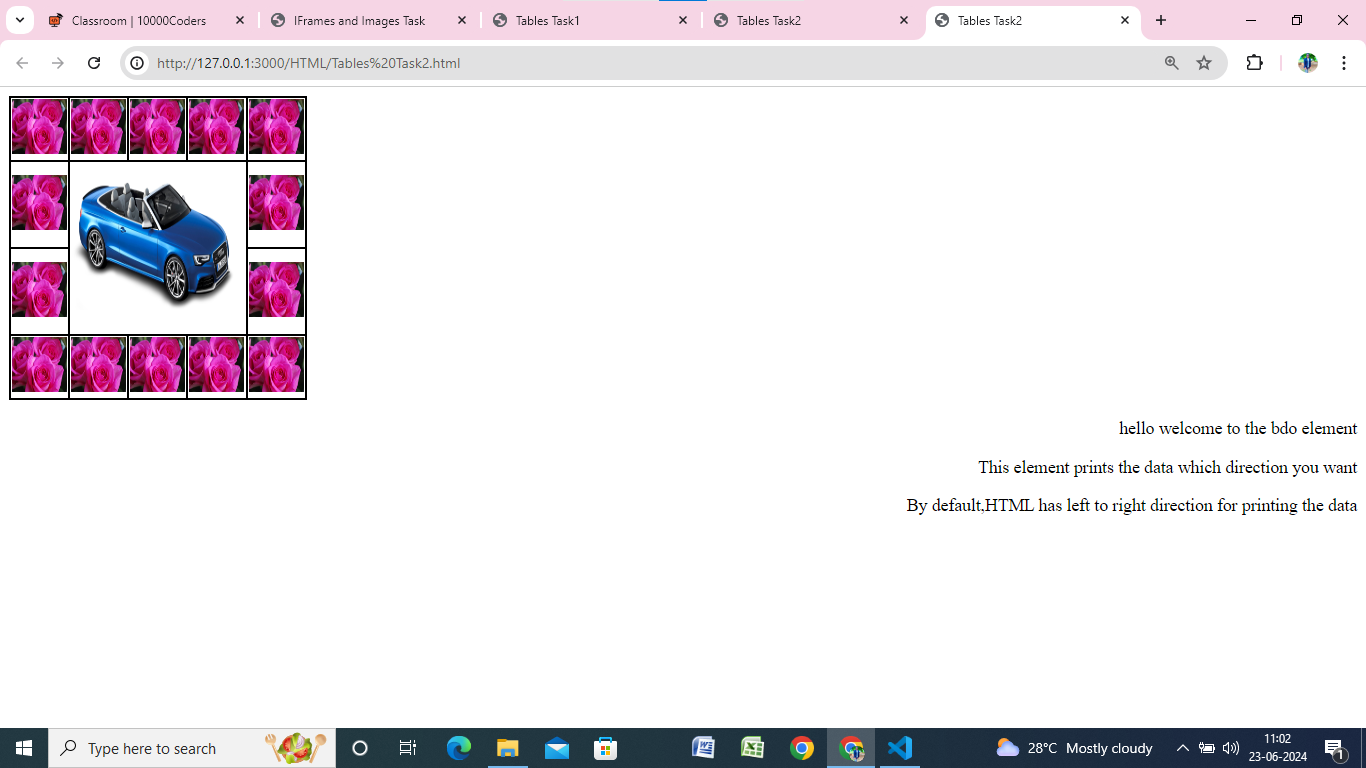 Classroom | 10000Coders
IFrames and Images Task
Tables Task1
Tables Task2
Tables Task2
http://127.0.0.1:3000/HTML/Tables%20Task2.html
hello welcome to the bdo element
This element prints the data which direction you want
By default,HTML has left to right direction for printing the data
Type here to search
28°C Mostly cloudy
11:02
23-06-2024
1